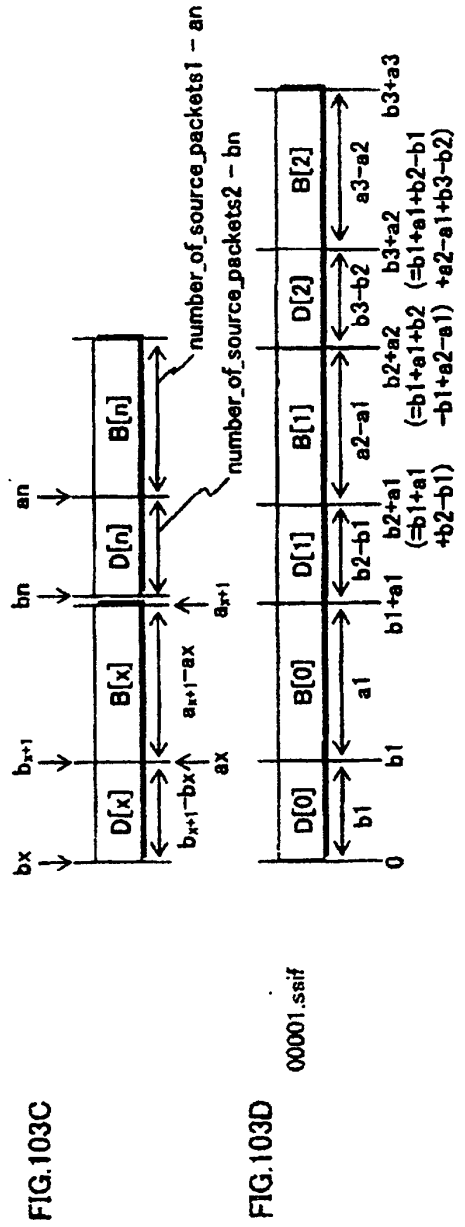 FIG.103C
bx
bₓ₊₁
bn
an
D[x]
B[x]
D[n]
B[n]
bₓ₊₁-bx
aₓ₊₁-ax
ax
aₓ₊₁
number_of_source_packets1 - an
number_of_source_packets2 - bn
FIG.103D
00001.ssif
D[0]
B[0]
D[1]
B[1]
D[2]
B[2]
b1
a1
b2-b1
a2-a1
b3-b2
a3-a2
0
b1
b1+a1
b2+a1
(=b1+a1
+b2-b1)
b2+a2
(=b1+a1+b2
-b1+a2-a1)
b3+a2
(=b1+a1+b2-b1
+a2-a1+b3-b2)
b3+a3